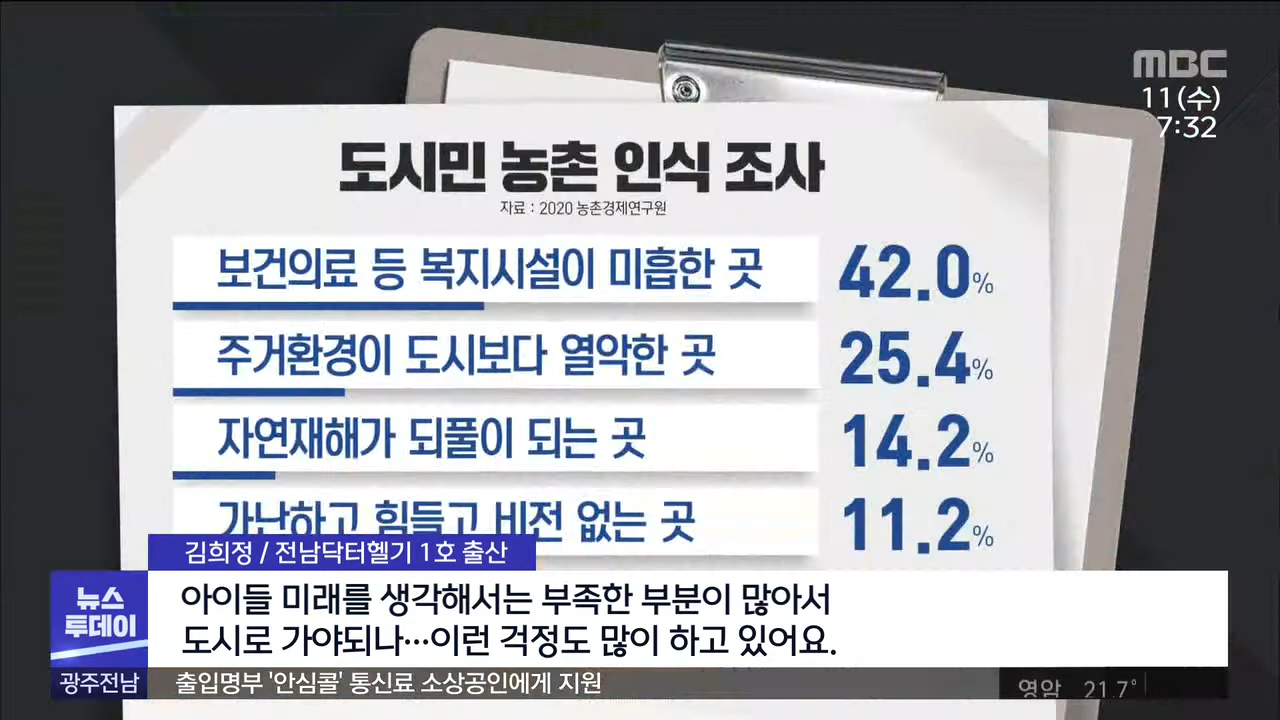 MBC
11(수)
7:32
도시민 농촌 인식 조사
자료 : 2020 농촌경제연구원
보건의료 등 복지시설이 미흡한 곳 42.0%
주거환경이 도시보다 열악한 곳 25.4%
자연재해가 되풀이 되는 곳 14.2%
가난하고 힘들고 비전 없는 곳 11.2%
김희정 / 전남닥터헬기 1호 출산
뉴스
투데이
아이들 미래를 생각해서는 부족한 부분이 많아서
도시로 가야되나…이런 걱정도 많이 하고 있어요.
광주전남 출입명부 '안심콜' 통신료 소상공인에게 지원
영암 21.7°